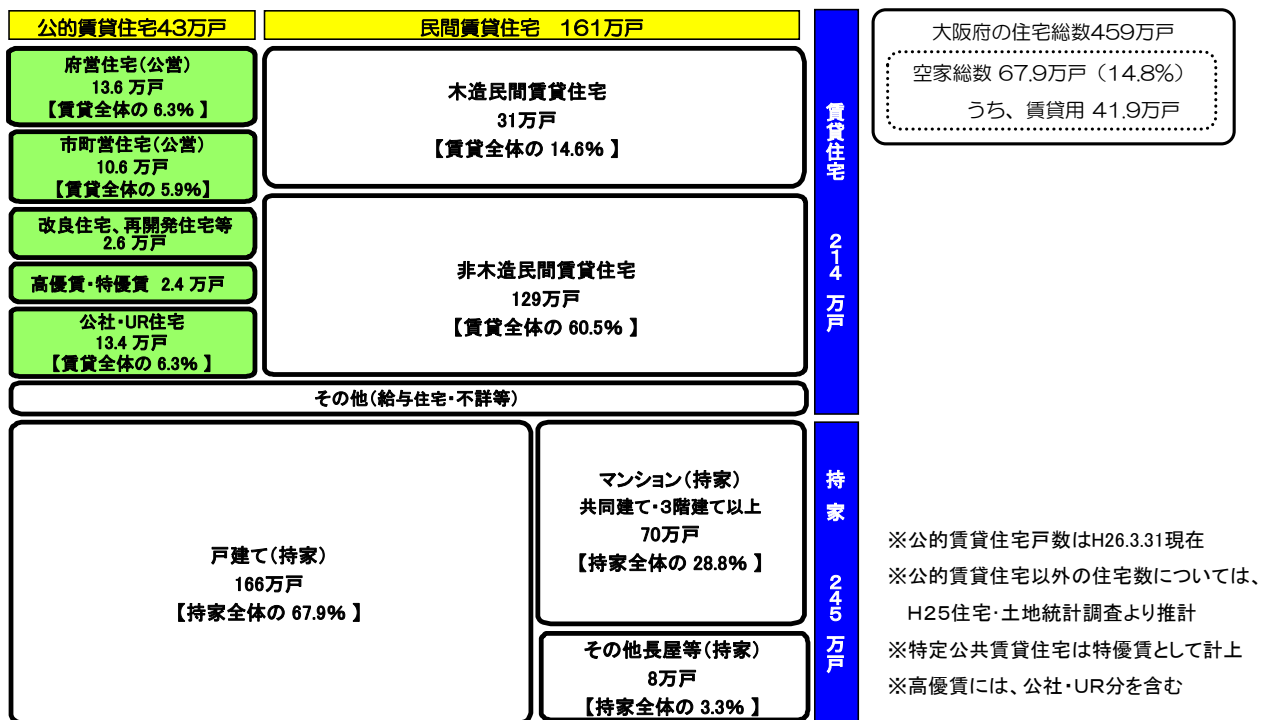 公的賃貸住宅43万戸
民間賃貸住宅 161万戸
府営住宅(公営)
13.6 万戸
【賃貸全体の 6.3% 】
市町営住宅(公営)
10.6 万戸
【賃貸全体の 5.9%】
改良住宅、再開発住宅等
2.6 万戸
高優賃・特優賃 2.4 万戸
公社・UR住宅
13.4 万戸
【賃貸全体の 6.3% 】
木造民間賃貸住宅
31万戸
【賃貸全体の 14.6% 】
非木造民間賃貸住宅
129万戸
【賃貸全体の 60.5% 】
その他(給与住宅・不詳等)
賃貸住宅 214万戸
戸建て(持家)
166万戸
【持家全体の 67.9% 】
マンション(持家)
共同建て・3階建て以上
70万戸
【持家全体の 28.8% 】
その他長屋等(持家)
8万戸
【持家全体の 3.3% 】
持家 245万戸
大阪府の住宅総数459万戸
空家総数 67.9万戸(14.8%)
うち、賃貸用 41.9万戸
※公的賃貸住宅戸数はH26.3.31現在
※公的賃貸住宅以外の住宅数については、
H25住宅・土地統計調査より推計
※特定公共賃貸住宅は特優賃として計上
※高優賃には、公社・UR分を含む